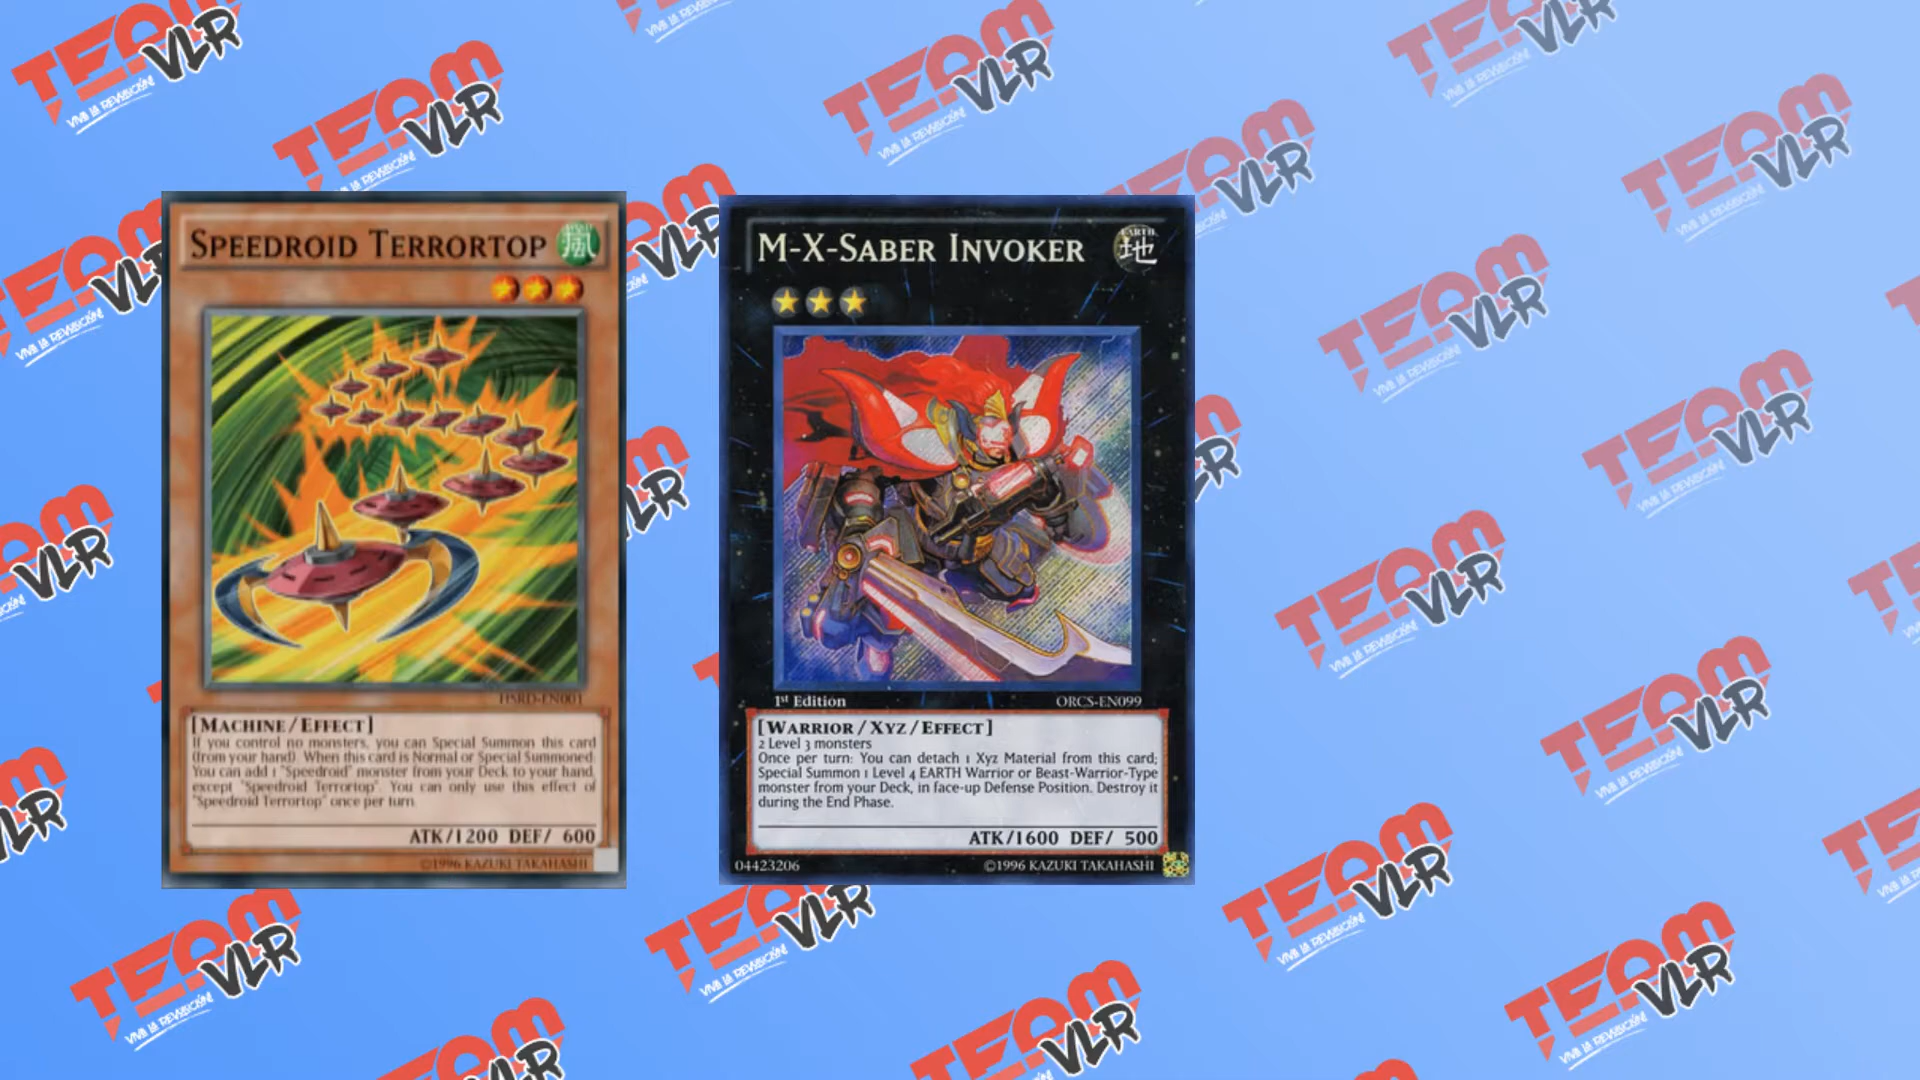 SPEEDROID TERRORTOP
HSRD-EN001
[MACHINE/EFFECT]
If you control no monsters, you can Special Summon this card
(from your hand). When this card is Normal or Special Summoned:
You can add 1 "Speedroid" monster from your Deck to your hand,
except "Speedroid Terrortop". You can only use this effect of
"Speedroid Terrortop" once per turn.
ATK/1200 DEF/ 600
©1996 KAZUKI TAKAHASHI
M-X-SABER INVOKER
EARTH
地
1st Edition
ORCS-EN099
[WARRIOR/XYZ/EFFECT]
2 Level 3 monsters
Once per turn: You can detach 1 Xyz Material from this card;
Special Summon 1 Level 4 EARTH Warrior or Beast-Warrior-Type
monster from your Deck, in face-up Defense Position. Destroy it
during the End Phase.
ATK/1600 DEF/ 500
04423206
©1996 KAZUKI TAKAHASHI
TEAM
VLR